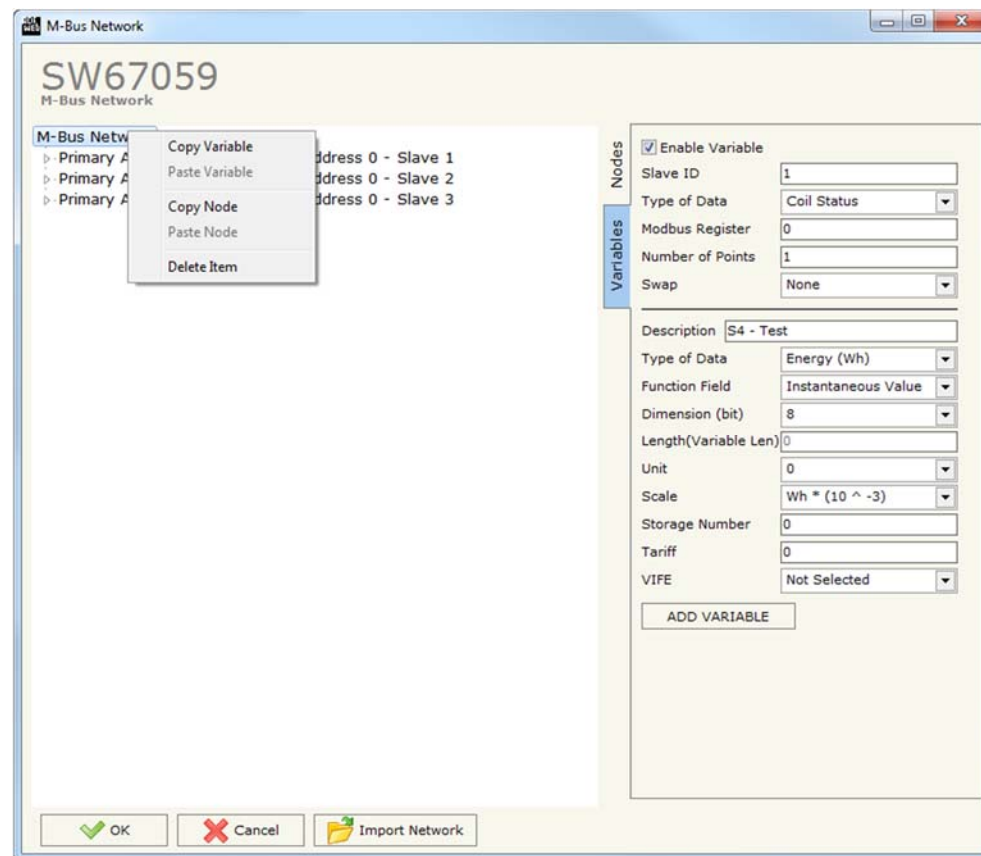 M-Bus Network
SW67059
M-Bus Network
M-Bus Netw
Primary A
ddress 0 - Slave 1
Primary A
ddress 0 - Slave 2
Primary A
ddress 0 - Slave 3
Copy Variable
Paste Variable
Copy Node
Paste Node
Delete Item
Nodes
Variables
Enable Variable
Slave ID 1
Type of Data Coil Status
Modbus Register 0
Number of Points 1
Swap None
Description S4 - Test
Type of Data Energy (Wh)
Function Field Instantaneous Value
Dimension (bit) 8
Length(Variable Len) 0
Unit 0
Scale Wh * (10 ^ -3)
Storage Number 0
Tariff 0
VIFE Not Selected
ADD VARIABLE
OK Cancel Import Network